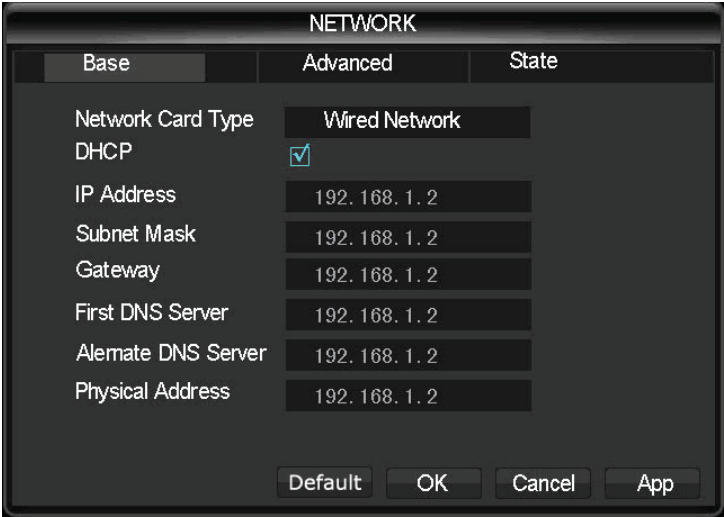 NETWORK
Base Advanced State
Network Card Type Wired Network
DHCP
IP Address 192.168.1.2
Subnet Mask 192.168.1.2
Gateway 192.168.1.2
First DNS Server 192.168.1.2
Alernate DNS Server 192.168.1.2
Physical Address 192.168.1.2
Default OK Cancel App